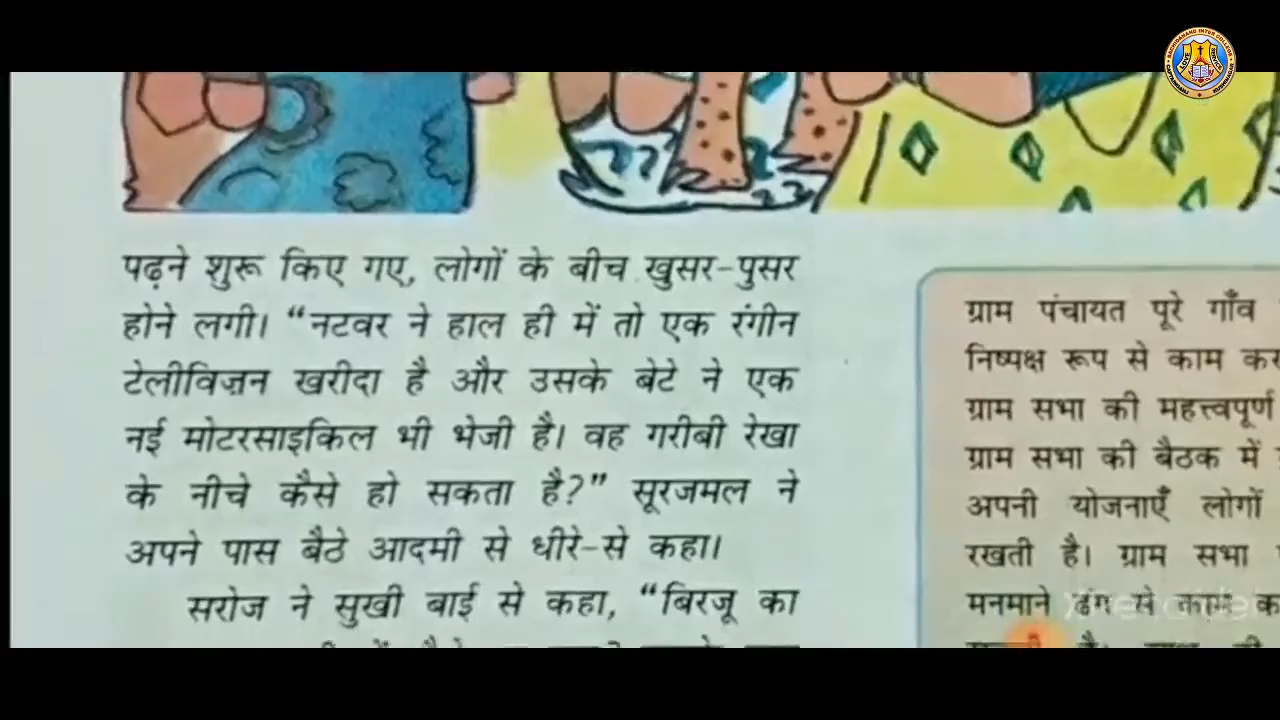 पढ़ने शुरू किए गए, लोगों के बीच खुसर-पुसर
होने लगी। “नटवर ने हाल ही में तो एक रंगीन
टेलीविज़न खरीदा है और उसके बेटे ने एक
नई मोटरसाइकिल भी भेजी है। वह गरीबी रेखा
के नीचे कैसे हो सकता है?” सूरजमल ने
अपने पास बैठे आदमी से धीरे-से कहा।
सरोज ने सुखी बाई से कहा, “बिरजू का
ग्राम पंचायत पूरे गाँव
निष्पक्ष रूप से काम
ग्राम सभा की महत्त्वपूर्ण
ग्राम सभा की बैठक में
अपनी योजनाएँ लोगों
रखती है। ग्राम सभा
मनमाने ढंग से काम